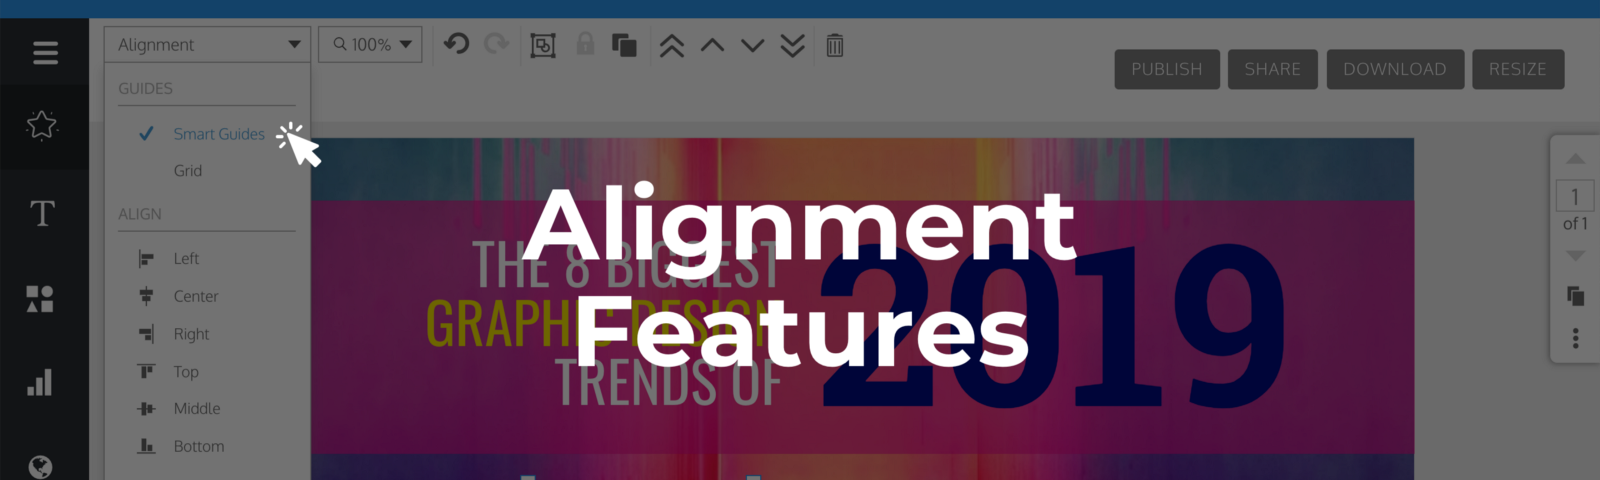 Alignment
100%
PUBLISH
SHARE
DOWNLOAD
RESIZE
GUIDES
Smart Guides
Grid
ALIGN
Left
Center
Right
Top
Middle
Bottom
T
Alignment
Features
THE 8 BIGGEST
GRAPHIC DESIGN
TRENDS OF
2019
1
of 1